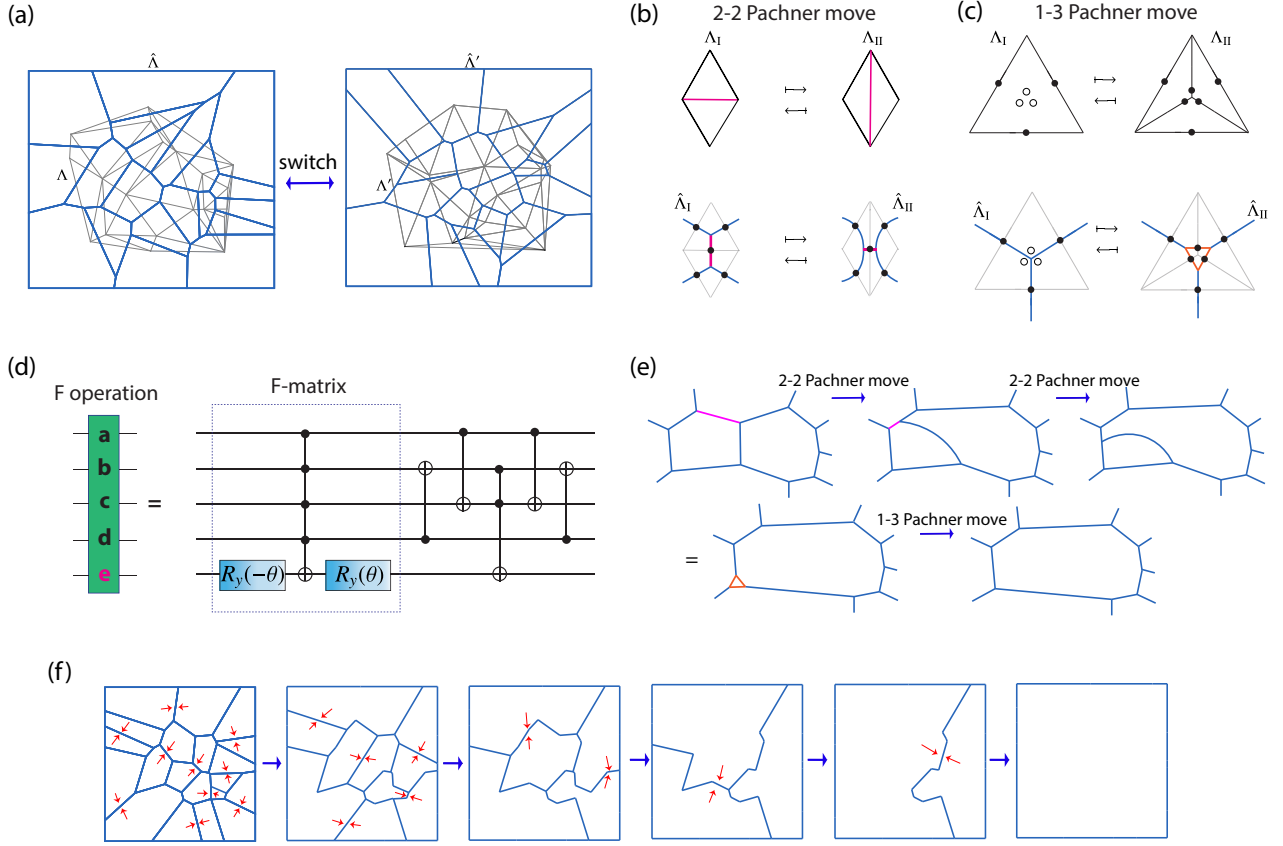 (a)
Λ̂
Λ̂′
Λ
switch
Λ′
(b)
2-2 Pachner move
Λ_I
Λ_II
Λ̂_I
Λ̂_II
(c)
1-3 Pachner move
Λ_I
Λ_II
Λ̂_I
Λ̂_II
(d)
F operation
F-matrix
a
b
c
=
d
e
R_y(-θ)
R_y(θ)
(e)
2-2 Pachner move
2-2 Pachner move
=
1-3 Pachner move
(f)